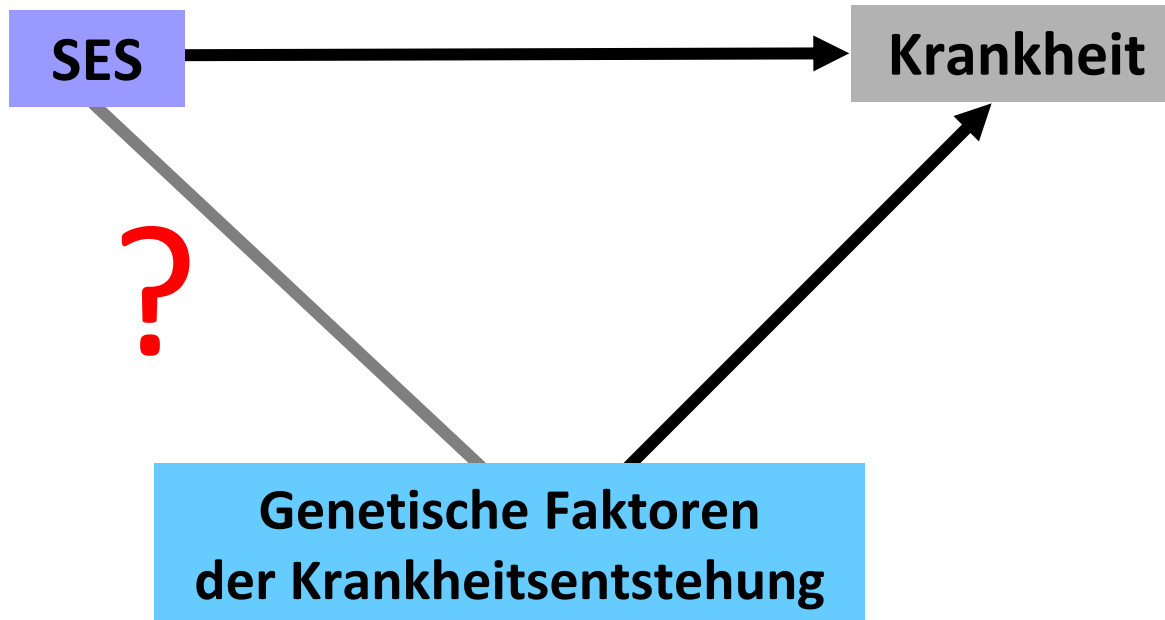 SES
Krankheit
?
Genetische Faktoren
der Krankheitsentstehung